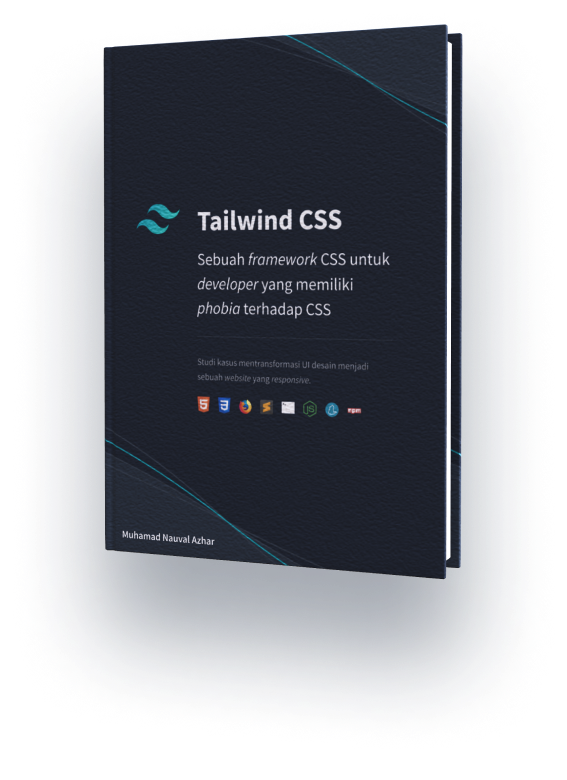 Tailwind CSS
Sebuah framework CSS untuk
developer yang memiliki
phobia terhadap CSS
Studi kasus mentransformasi UI desain menjadi
sebuah website yang responsive.
Muhamad Nauval Azhar